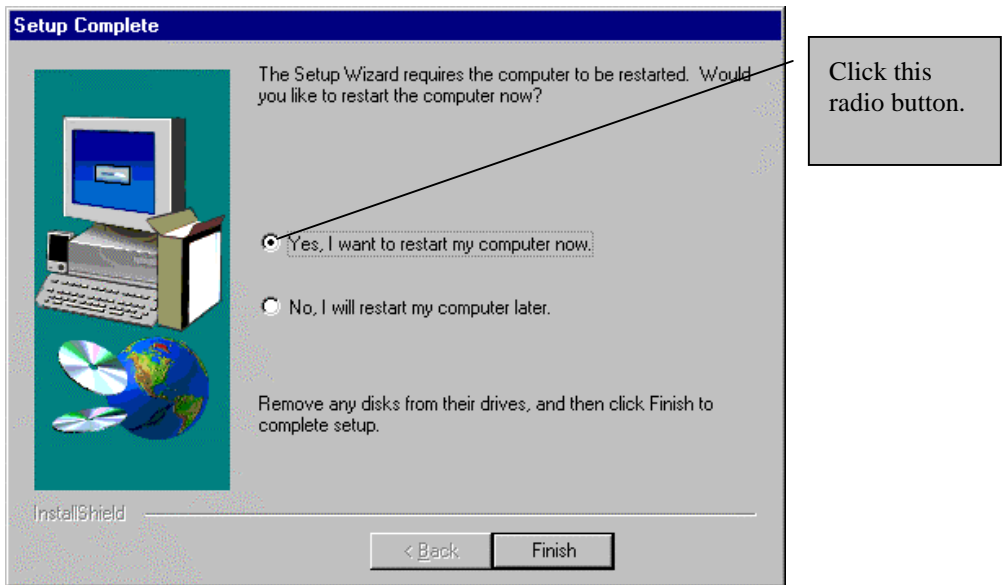 Setup Complete
The Setup Wizard requires the computer to be restarted. Would
you like to restart the computer now?
Click this
radio button.
Yes, I want to restart my computer now.
No, I will restart my computer later.
Remove any disks from their drives, and then click Finish to
complete setup.
InstallShield
< Back
Finish